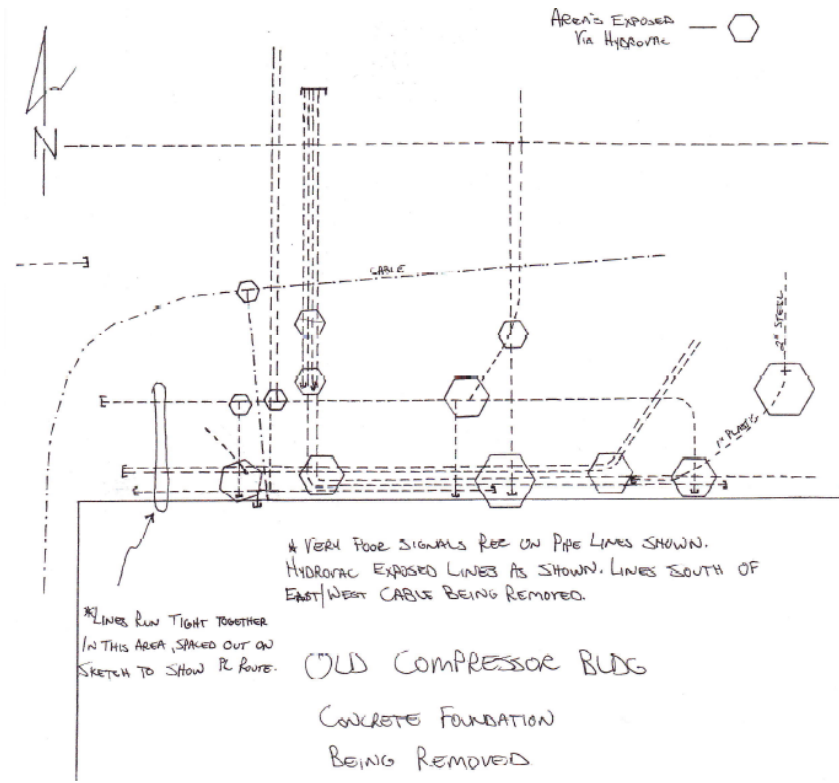 AREA'S EXPOSED
VIA HYDROVAC
N
CABLE
2" STEEL
1" PLASTIC
* VERY POOR SIGNALS REC ON PIPE LINES SHOWN.
HYDROVAC EXPOSED LINES AS SHOWN. LINES SOUTH OF
EAST/WEST CABLE BEING REMOVED.
*LINES RUN TIGHT TOGETHER
IN THIS AREA, SPACED OUT ON
SKETCH TO SHOW PL ROUTE.
OLD COMPRESSOR BLDG
CONCRETE FOUNDATION
BEING REMOVED